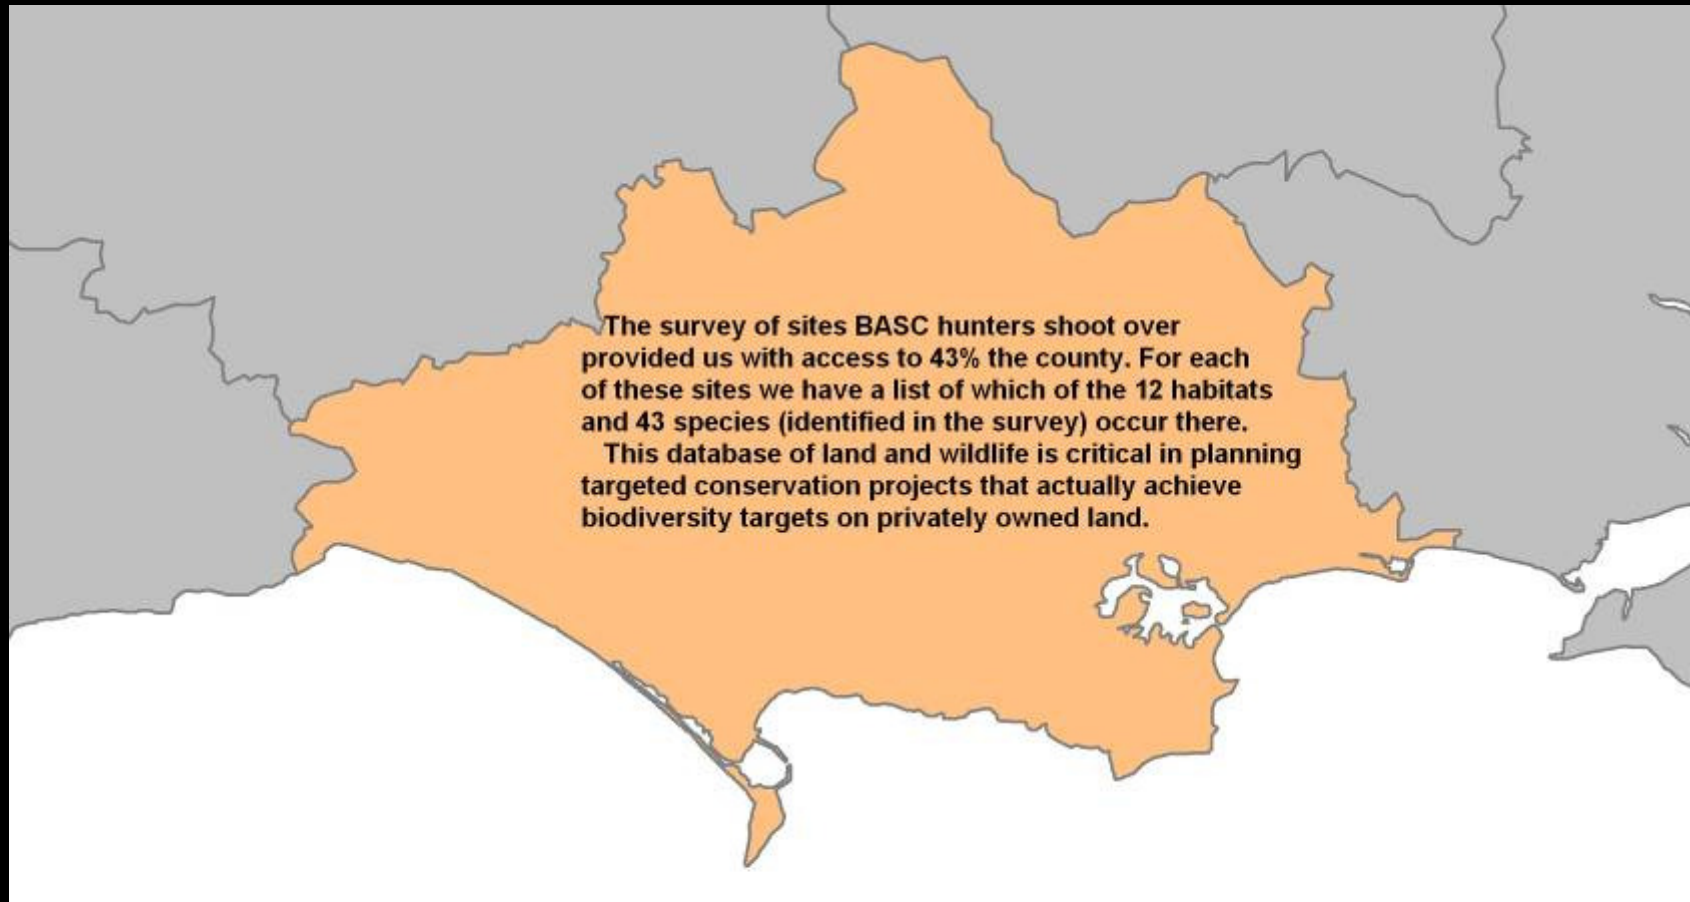 The survey of sites BASC hunters shoot over
provided us with access to 43% the county. For each
of these sites we have a list of which of the 12 habitats
and 43 species (identified in the survey) occur there.
This database of land and wildlife is critical in planning
targeted conservation projects that actually achieve
biodiversity targets on privately owned land.